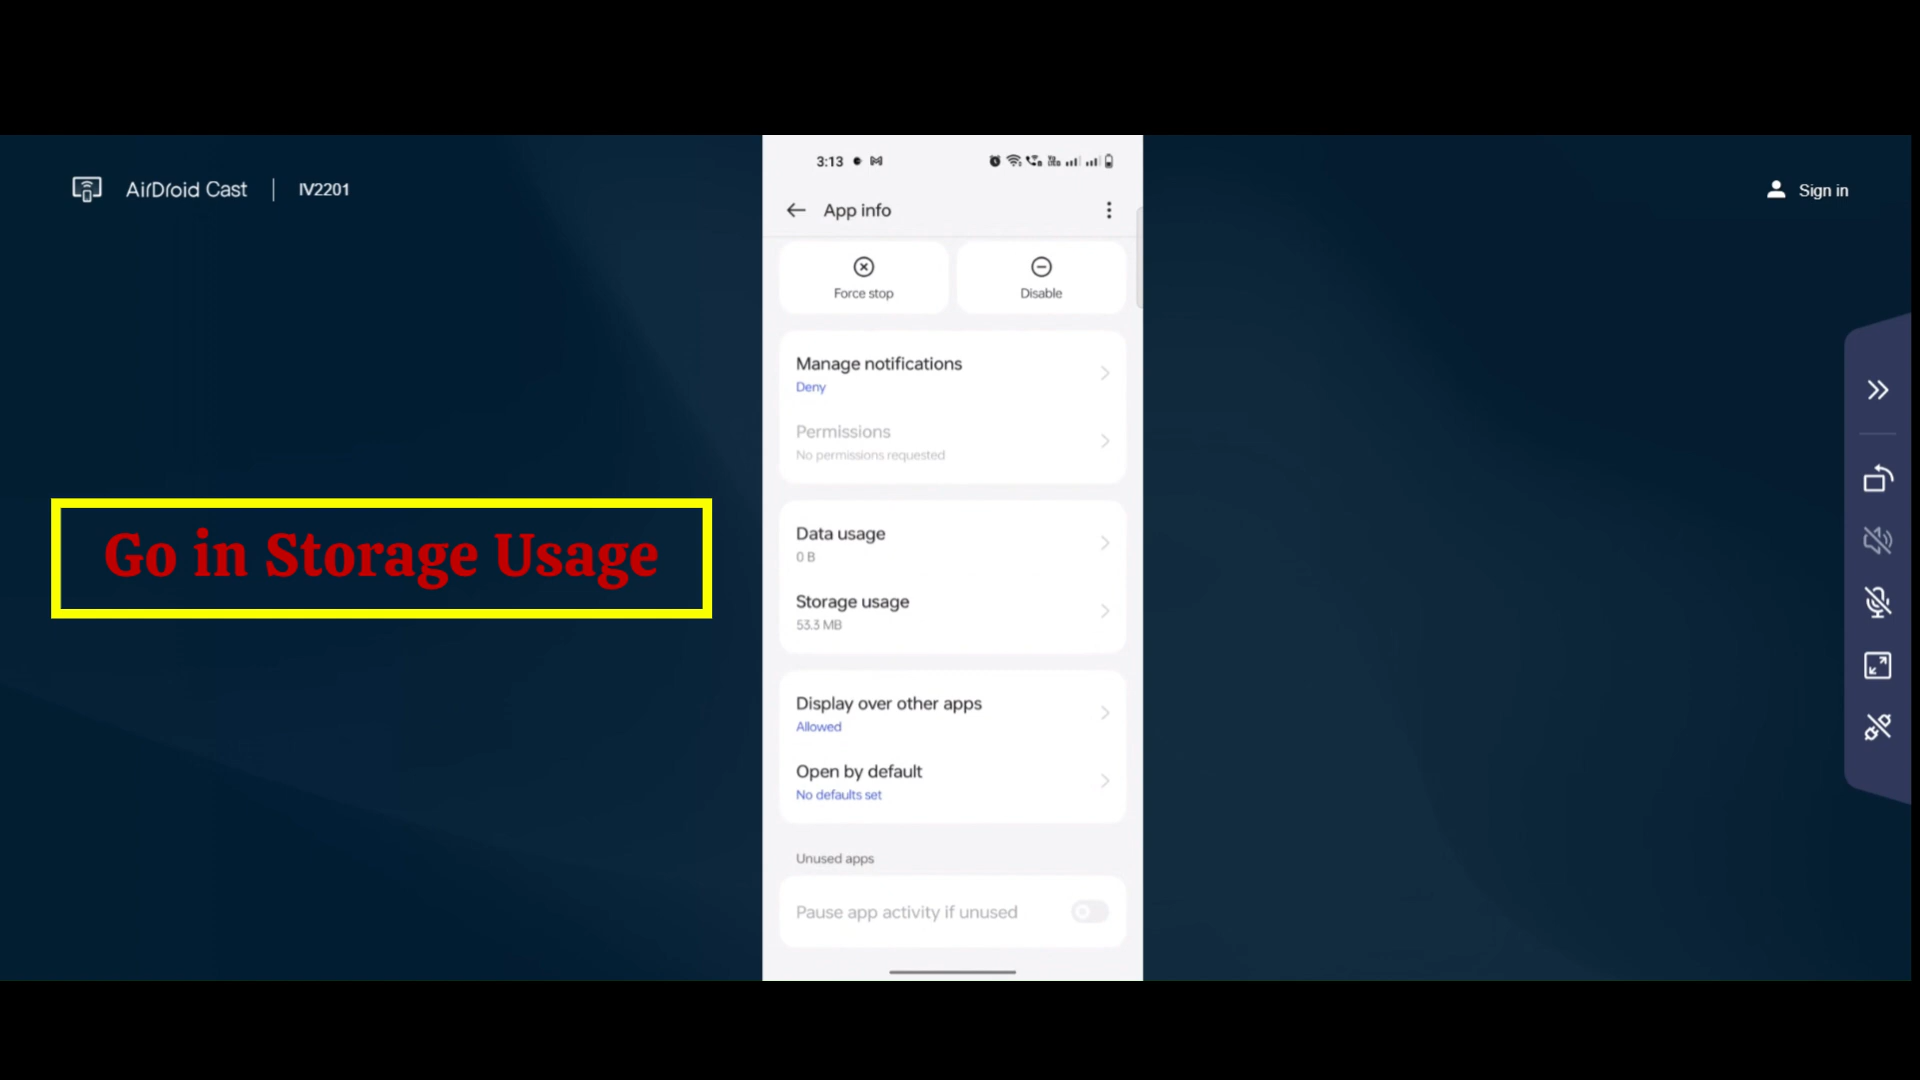 3:13
AirDroid Cast | IV2201
Sign in
App info
Force stop
Disable
Manage notifications
Deny
Permissions
No permissions requested
Go in Storage Usage
Data usage
0 B
Storage usage
53.3 MB
Display over other apps
Allowed
Open by default
No defaults set
Unused apps
Pause app activity if unused